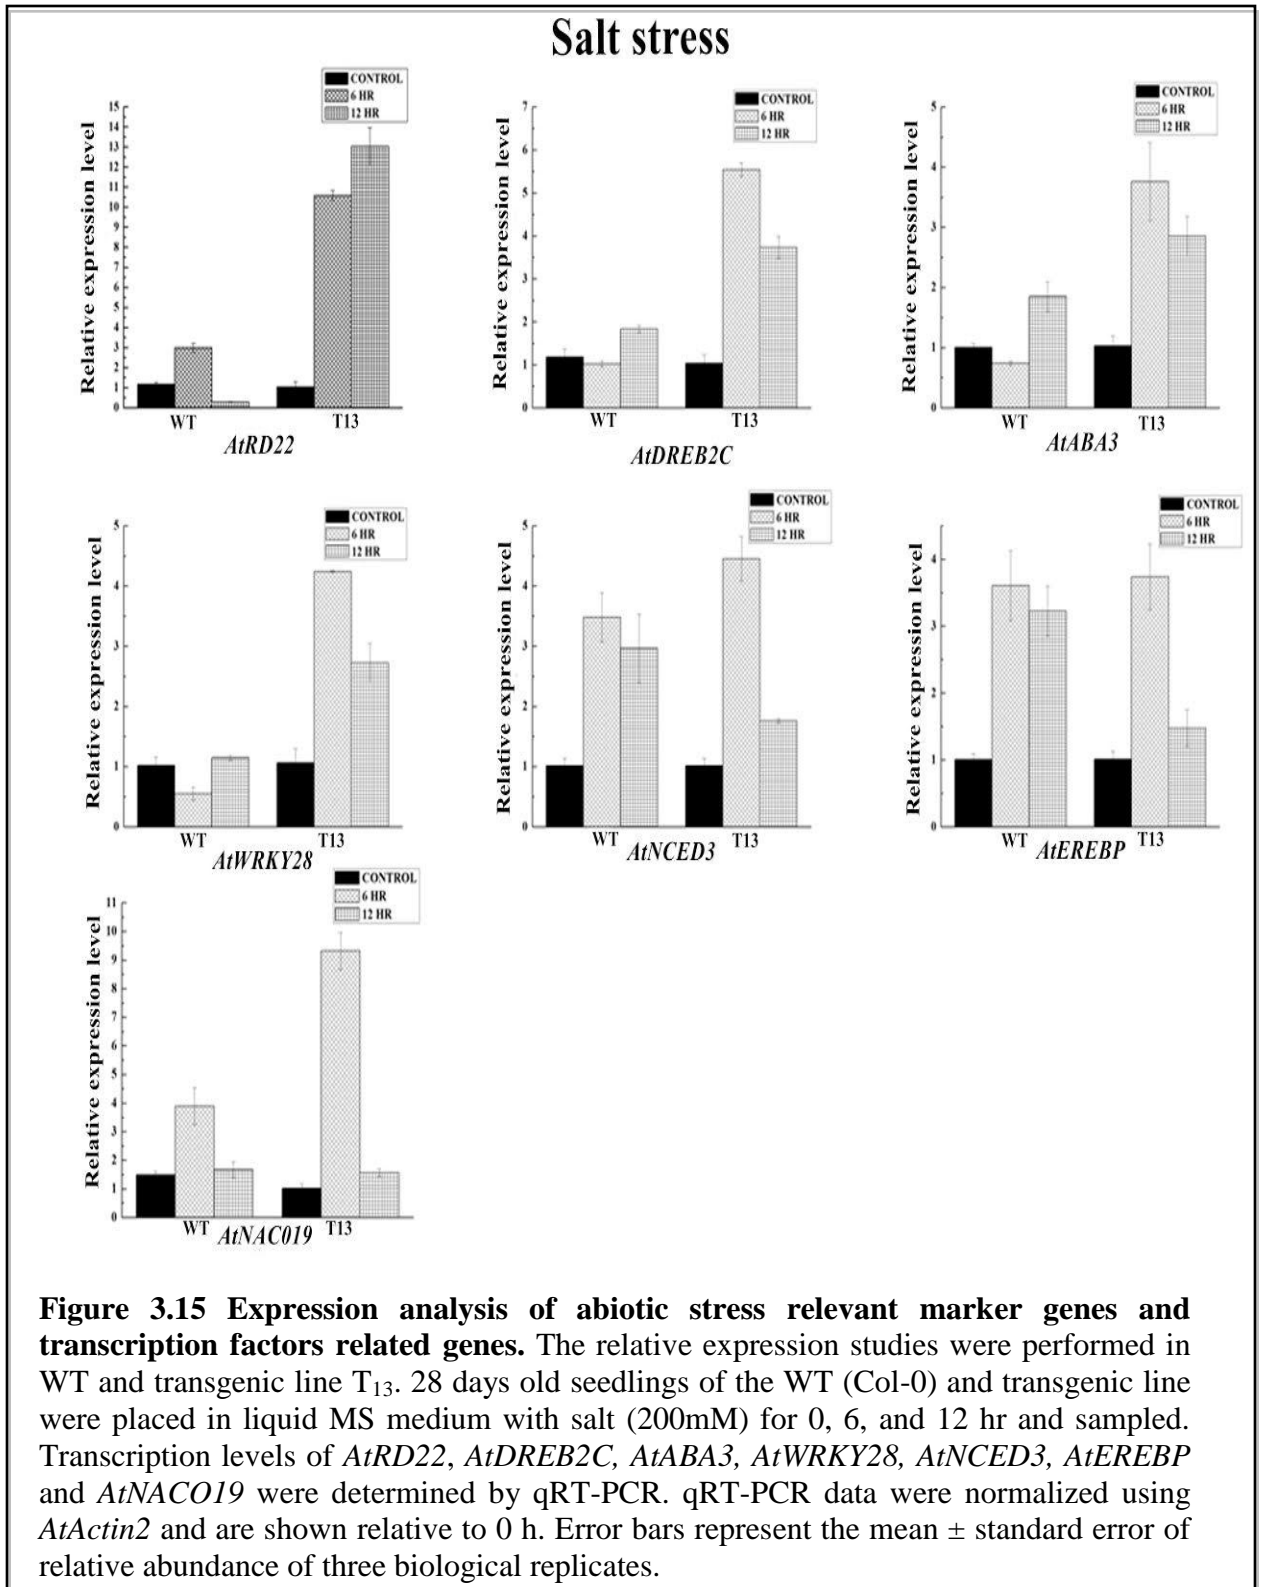 Salt stress
CONTROL
6 HR
12 HR
Relative expression level
15
14
13
12
11
10
9
8
7
6
5
4
3
2
1
0
WT
T13
AtRD22
CONTROL
6 HR
12 HR
Relative expression level
7
6
5
4
3
2
1
0
WT
T13
AtDREB2C
CONTROL
6 HR
12 HR
Relative expression level
5
4
3
2
1
0
WT
T13
AtABA3
CONTROL
6 HR
12 HR
Relative expression level
5
4
3
2
1
0
WT
T13
AtWRKY28
CONTROL
6 HR
12 HR
Relative expression level
5
4
3
2
1
0
WT
T13
AtNCED3
CONTROL
6 HR
12 HR
Relative expression level
4
3
2
1
0
WT
T13
AtEREBP
CONTROL
6 HR
12 HR
Relative expression level
11
10
9
8
7
6
5
4
3
2
1
0
WT
T13
AtNAC019
Figure 3.15 Expression analysis of abiotic stress relevant marker genes and
transcription factors related genes. The relative expression studies were performed in
WT and transgenic line T13. 28 days old seedlings of the WT (Col-0) and transgenic line
were placed in liquid MS medium with salt (200mM) for 0, 6, and 12 hr and sampled.
Transcription levels of AtRD22, AtDREB2C, AtABA3, AtWRKY28, AtNCED3, AtEREBP
and AtNACO19 were determined by qRT-PCR. qRT-PCR data were normalized using
AtActin2 and are shown relative to 0 h. Error bars represent the mean ± standard error of
relative abundance of three biological replicates.